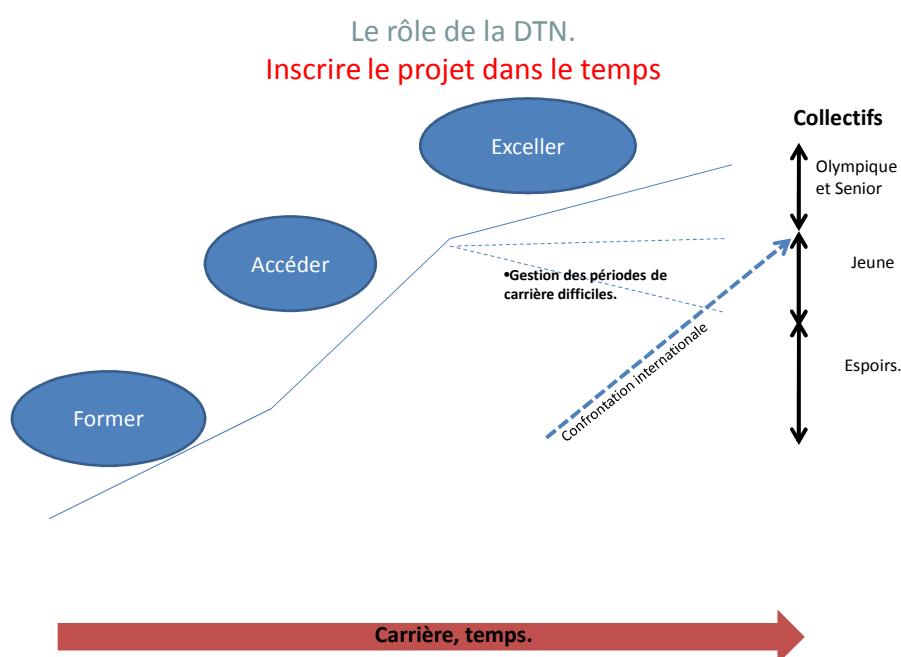 Le rôle de la DTN.
Inscrire le projet dans le temps
Collectifs
Exceller
Olympique
et Senior
Accéder
Jeune
•Gestion des périodes de
carrière difficiles.
Confrontation internationale
Espoirs.
Former
Carrière, temps.